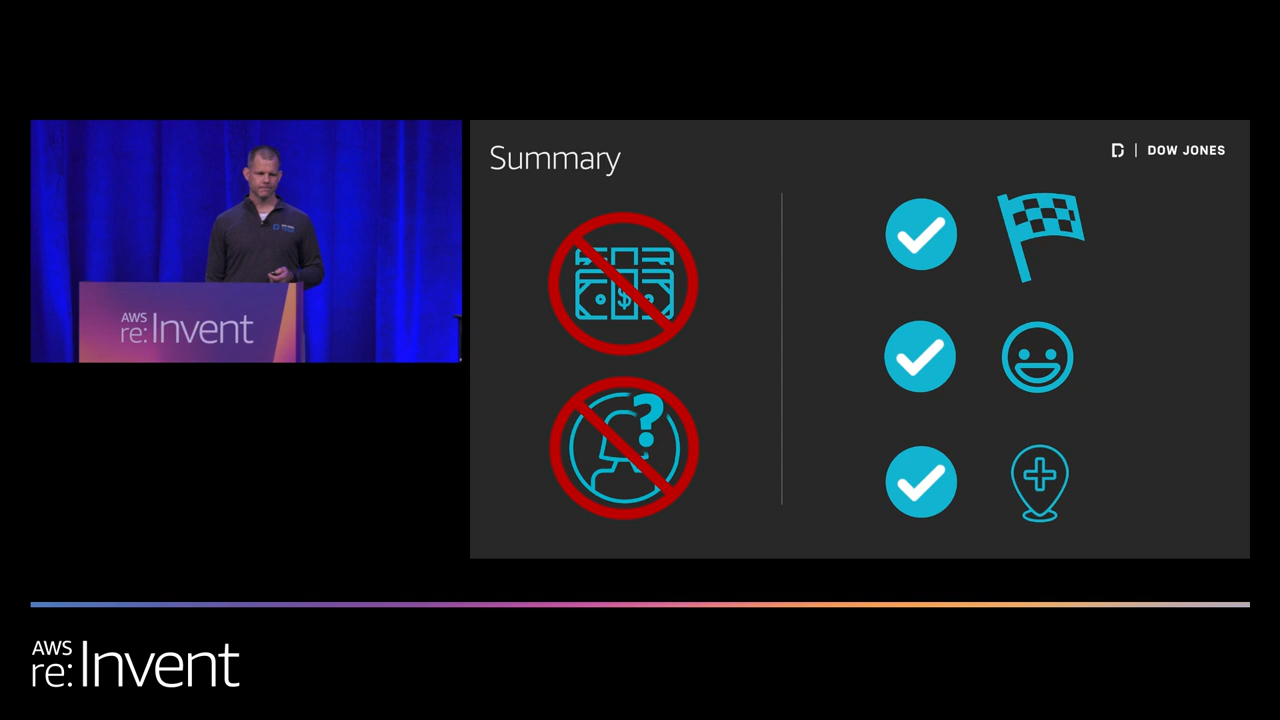 Summary
DOW JONES
AWS
re:Invent
AWS
re:Invent